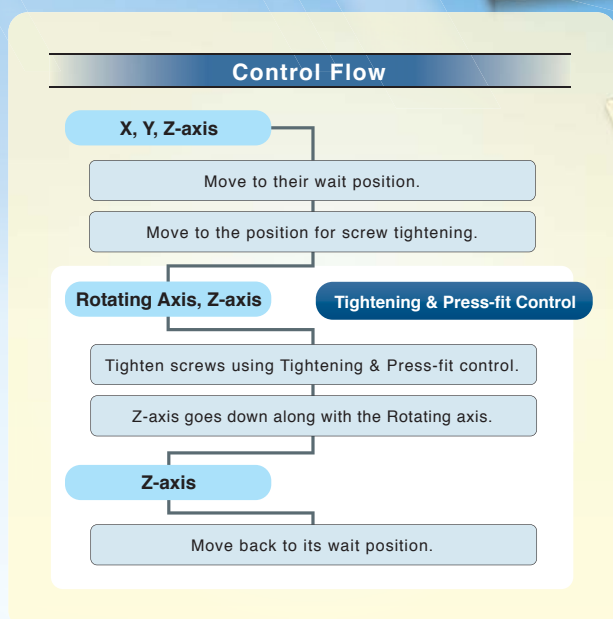 Control Flow
X, Y, Z-axis
Move to their wait position.
Move to the position for screw tightening.
Rotating Axis, Z-axis
Tightening & Press-fit Control
Tighten screws using Tightening & Press-fit control.
Z-axis goes down along with the Rotating axis.
Z-axis
Move back to its wait position.